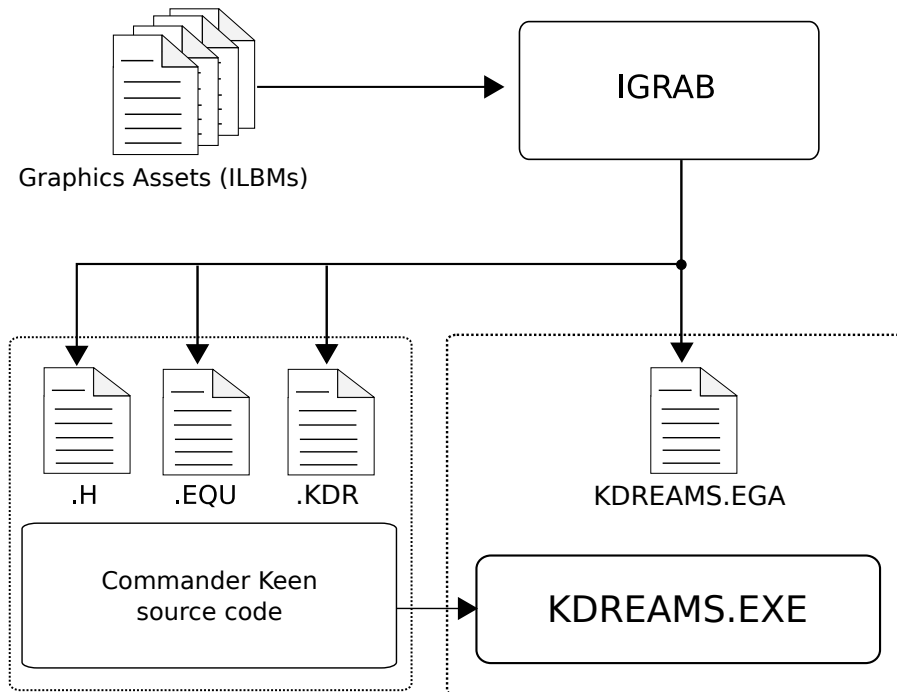 IGRAB
Graphics Assets (ILBMs)
.H
.EQU
.KDR
KDREAMS.EGA
Commander Keen
source code
KDREAMS.EXE